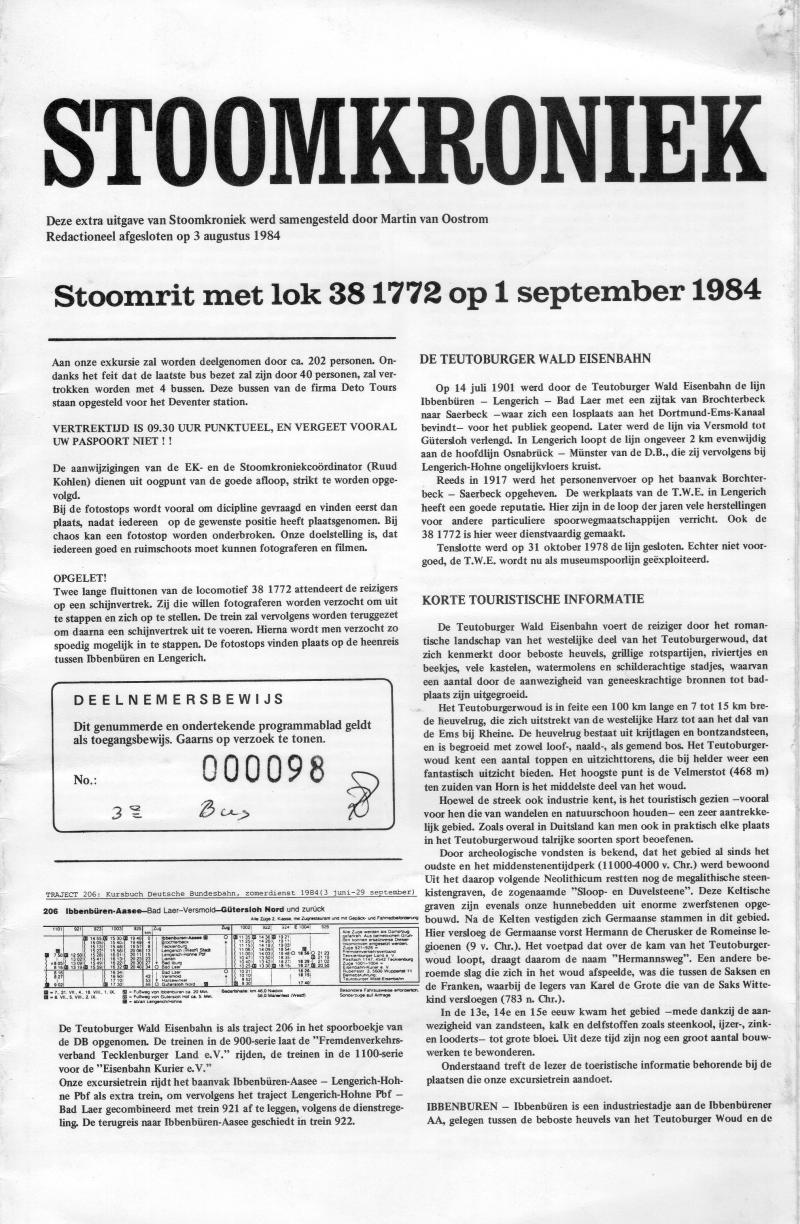 STOOMKRONIEK
Deze extra uitgave van Stoomkroniek werd samengesteld door Martin van Oostrom
Redactioneel afgesloten op 3 augustus 1984
Stoomrit met lok 38 1772 op 1 september 1984
Aan onze exkursie zal worden deelgenomen door ca. 202 personen. On-
danks het feit dat de laatste bus bezet zal zijn door 40 personen, zal ver-
trokken worden met 4 bussen. Deze bussen van de firma Deto Tours
staan opgesteld voor het Deventer station.
VERTREKTIJD IS 09.30 UUR PUNKTUEEL, EN VERGEET VOORAL
UW PASPOORT NIET ! !
De aanwijzigingen van de EK- en de Stoomkroniekcoördinator (Ruud
Kohlen) dienen uit oogpunt van de goede afloop, strikt te worden opge-
volgd.
Bij de fotostops wordt vooral om dicipline gevraagd en vinden eerst dan
plaats, nadat iedereen op de gewenste positie heeft plaatsgenomen. Bij
chaos kan een fotostop worden onderbroken. Onze doelstelling is, dat
iedereen goed en ruimschoots moet kunnen fotograferen en filmen.
OPGELET!
Twee lange fluittonen van de locomotief 38 1772 attendeert de reizigers
op een schijnvertrek. Zij die willen fotograferen worden verzocht om uit
te stappen en zich op te stellen. De trein zal vervolgens worden teruggezet
om daarna een schijnvertrek uit te voeren. Hierna wordt men verzocht zo
spoedig mogelijk in te stappen. De fotostops vinden plaats op de heenreis
tussen Ibbenbüren en Lengerich.
DEELNEMERSBEWIJS
Dit genummerde en ondertekende programmablad geldt
als toegangsbewijs. Gaarns op verzoek te tonen.
No.: 000098
3e Bus
TRAJECT 206: Kursbuch Deutsche Bundesbahn, zomerdienst 1984(3 juni-29 september)
206 Ibbenbüren-Aasee–Bad Laer–Versmold–Gütersloh Nord und zurück
Alle Züge 2. Klasse, mit Zugrestaurant und mit Gepäck- und Fahrradbeförderung
De Teutoburger Wald Eisenbahn is als traject 206 in het spoorboekje van
de DB opgenomen. De treinen in de 900-serie laat de "Fremdenverkehrs-
verband Tecklenburger Land e.V." rijden, de treinen in de 1100-serie
voor de "Eisenbahn Kurier e.V."
Onze excursietrein rijdt het baanvak Ibbenbüren-Aasee – Lengerich-Hoh-
ne Pbf als extra trein, om vervolgens het traject Lengerich-Hohne Pbf –
Bad Laer gecombineerd met trein 921 af te leggen, volgens de dienstrege-
ling. De terugreis naar Ibbenbüren-Aasee geschiedt in trein 922.
DE TEUTOBURGER WALD EISENBAHN
Op 14 juli 1901 werd door de Teutoburger Wald Eisenbahn de lijn
Ibbenbüren – Lengerich – Bad Laer met een zijtak van Brochterbeck
naar Saerbeck –waar zich een losplaats aan het Dortmund-Ems-Kanaal
bevindt– voor het publiek geopend. Later werd de lijn via Versmold tot
Gütersloh verlengd. In Lengerich loopt de lijn ongeveer 2 km evenwijdig
aan de hoofdlijn Osnabrück – Münster van de D.B., die zij vervolgens bij
Lengerich-Hohne ongelijkvloers kruist.
Reeds in 1917 werd het personenvervoer op het baanvak Borchter-
beck – Saerbeck opgeheven. De werkplaats van de T.W.E. in Lengerich
heeft een goede reputatie. Hier zijn in de loop der jaren vele herstellingen
voor andere particuliere spoorwegmaatschappijen verricht. Ook de
38 1772 is hier weer dienstvaardig gemaakt.
Tenslotte werd op 31 oktober 1978 de lijn gesloten. Echter niet voor-
goed, de T.W.E. wordt nu als museumspoorlijn geëxploiteerd.
KORTE TOURISTISCHE INFORMATIE
De Teutoburger Wald Eisenbahn voert de reiziger door het roman-
tische landschap van het westelijke deel van het Teutoburgerwoud, dat
zich kenmerkt door beboste heuvels, grillige rotspartijen, riviertjes en
beekjes, vele kastelen, watermolens en schilderachtige stadjes, waarvan
een aantal door de aanwezigheid van geneeskrachtige bronnen tot bad-
plaats zijn uitgegroeid.
Het Teutoburgerwoud is in feite een 100 km lange en 7 tot 15 km bre-
de heuvelrug, die zich uitstrekt van de westelijke Harz tot aan het dal van
de Ems bij Rheine. De heuvelrug bestaat uit krijtlagen en bontzandsteen,
en is begroeid met zowel loof-, naald-, als gemend bos. Het Teutoburger-
woud kent een aantal toppen en uitzichttorens, die bij helder weer een
fantastisch uitzicht bieden. Het hoogste punt is de Velmerstot (468 m)
ten zuiden van Horn is het middelste deel van het woud.
Hoewel de streek ook industrie kent, is het touristisch gezien –vooral
voor hen die van wandelen en natuurschoon houden– een zeer aantrekke-
lijk gebied. Zoals overal in Duitsland kan men ook in praktisch elke plaats
in het Teutoburgerwoud talrijke soorten sport beoefenen.
Door archeologische vondsten is bekend, dat het gebied al sinds het
oudste en het middenstenentijdperk (11000-4000 v. Chr.) werd bewoond
Uit het daarop volgende Neolithicum restten nog de megalithische steen-
kistengraven, de zogenaamde "Sloop- en Duvelsteene". Deze Keltische
graven zijn evenals onze hunnebedden uit enorme zwerfstenen opge-
bouwd. Na de Kelten vestigden zich Germaanse stammen in dit gebied.
Hier versloeg de Germaanse vorst Hermann de Cherusker de Romeinse le-
gioenen (9 v. Chr.). Het voetpad dat over de kam van het Teutoburger-
woud loopt, draagt daarom de naam "Hermannsweg". Een andere be-
roemde slag die zich in het woud afspeelde, was die tussen de Saksen en
de Franken, waarbij de legers van Karel de Grote die van de Saks Witte-
kind versloegen (783 n. Chr.).
In de 13e, 14e en 15e eeuw kwam het gebied –mede dankzij de aan-
wezigheid van zandsteen, kalk en delfstoffen zoals steenkool, ijzer-, zink-
en looderts– tot grote bloei. Uit deze tijd zijn nog een groot aantal bouw-
werken te bewonderen.
Onderstaand treft de lezer de toeristische informatie behorende bij de
plaatsen die onze excursietrein aandoet.
IBBENBUREN – Ibbenbüren is een industriestadje aan de Ibbenbürener
AA, gelegen tussen de beboste heuvels van het Teutoburger Woud en de